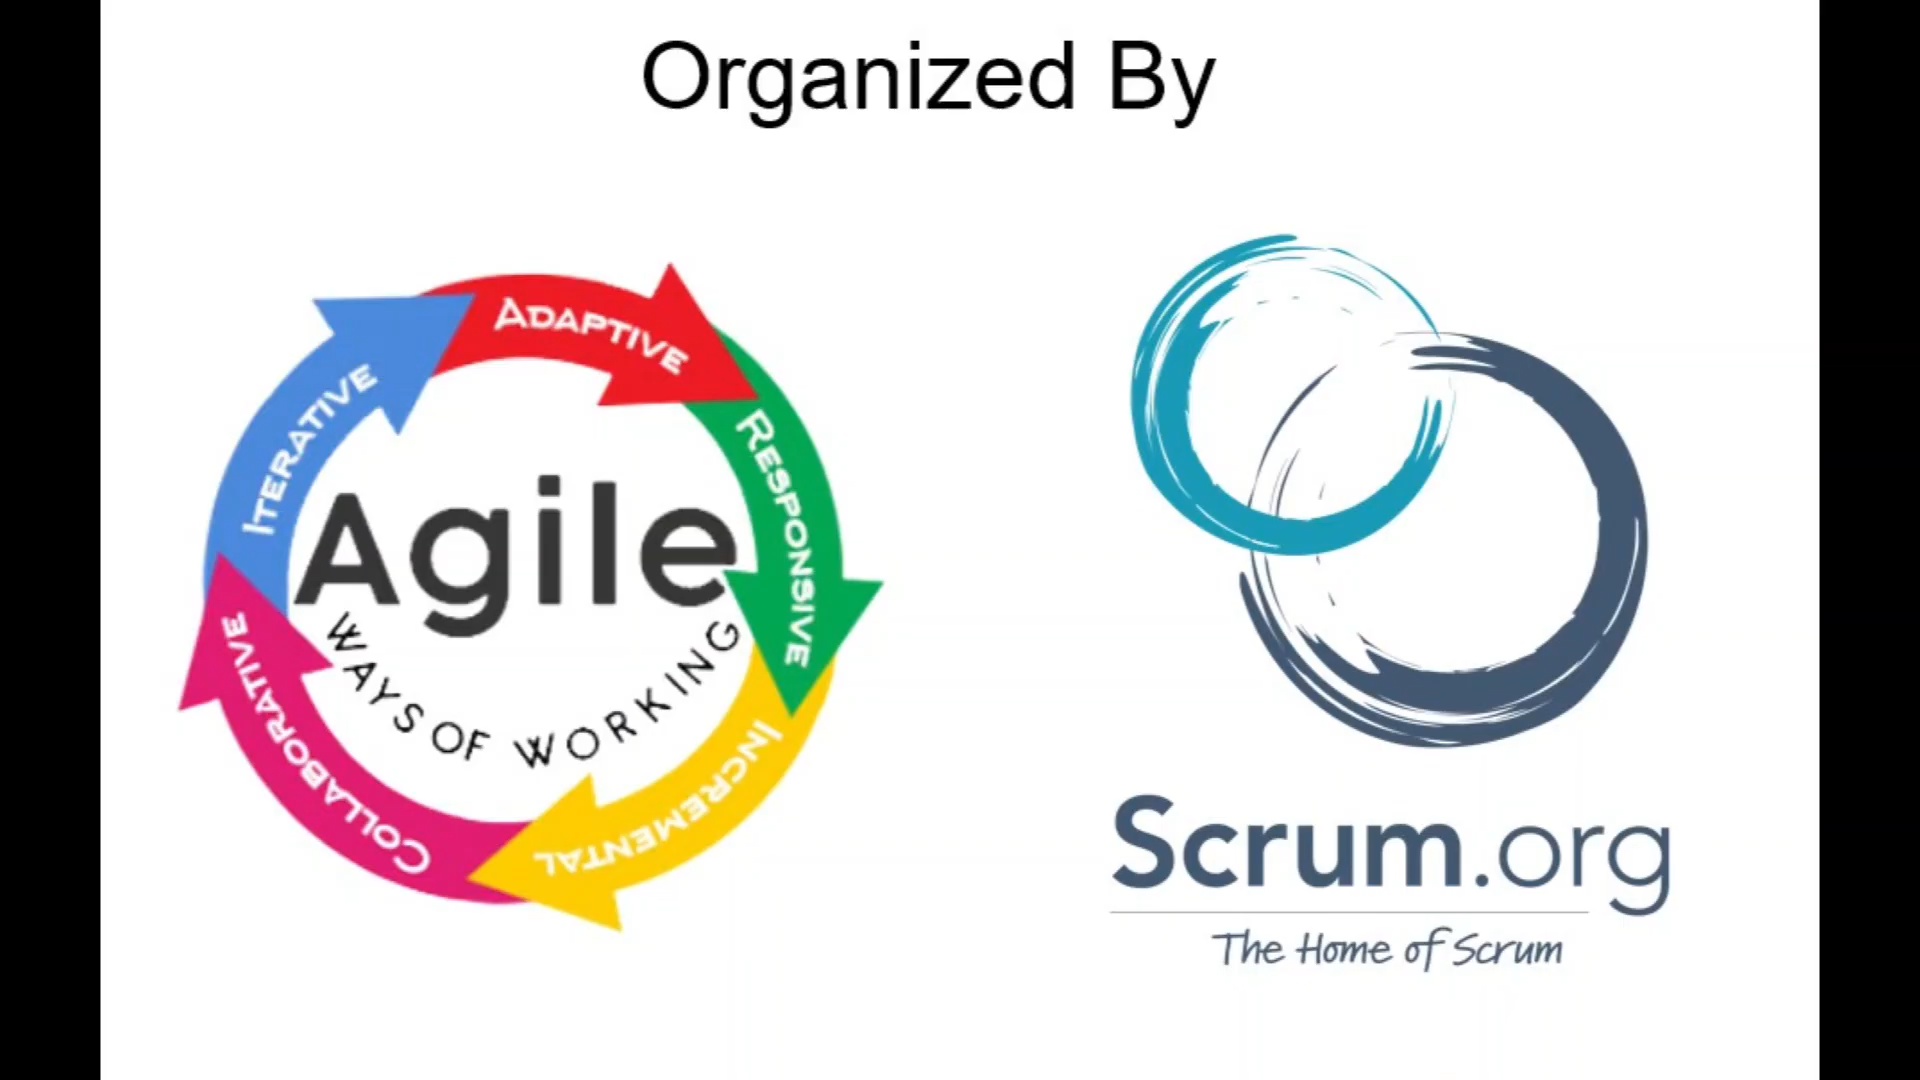 Organized By
ITERATIVE
ADAPTIVE
RESPONSIVE
INCREMENTAL
COLLABORATIVE
Agile
WAYS OF WORKING
Scrum.org
The Home of Scrum